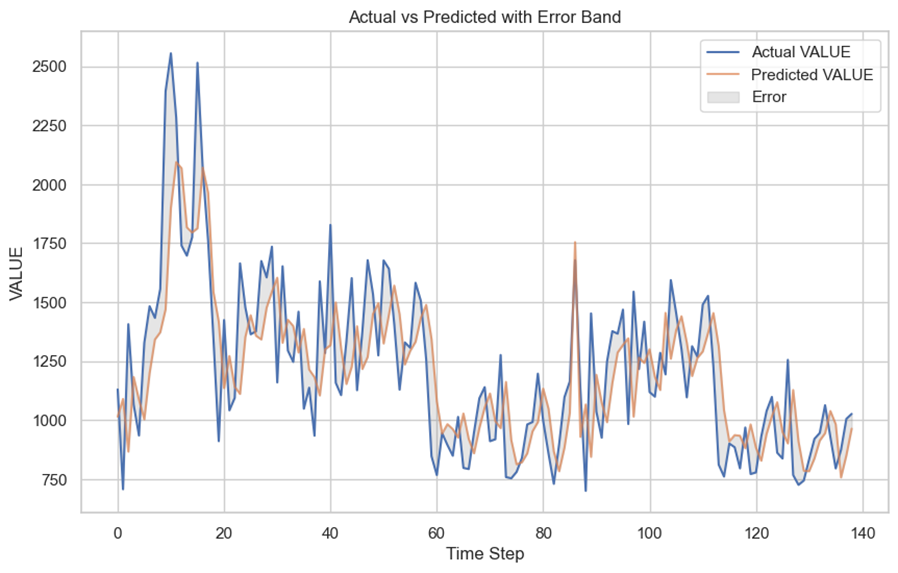 Actual vs Predicted with Error Band
Actual VALUE
Predicted VALUE
Error
VALUE
2500
2250
2000
1750
1500
1250
1000
750
0 20 40 60 80 100 120 140
Time Step